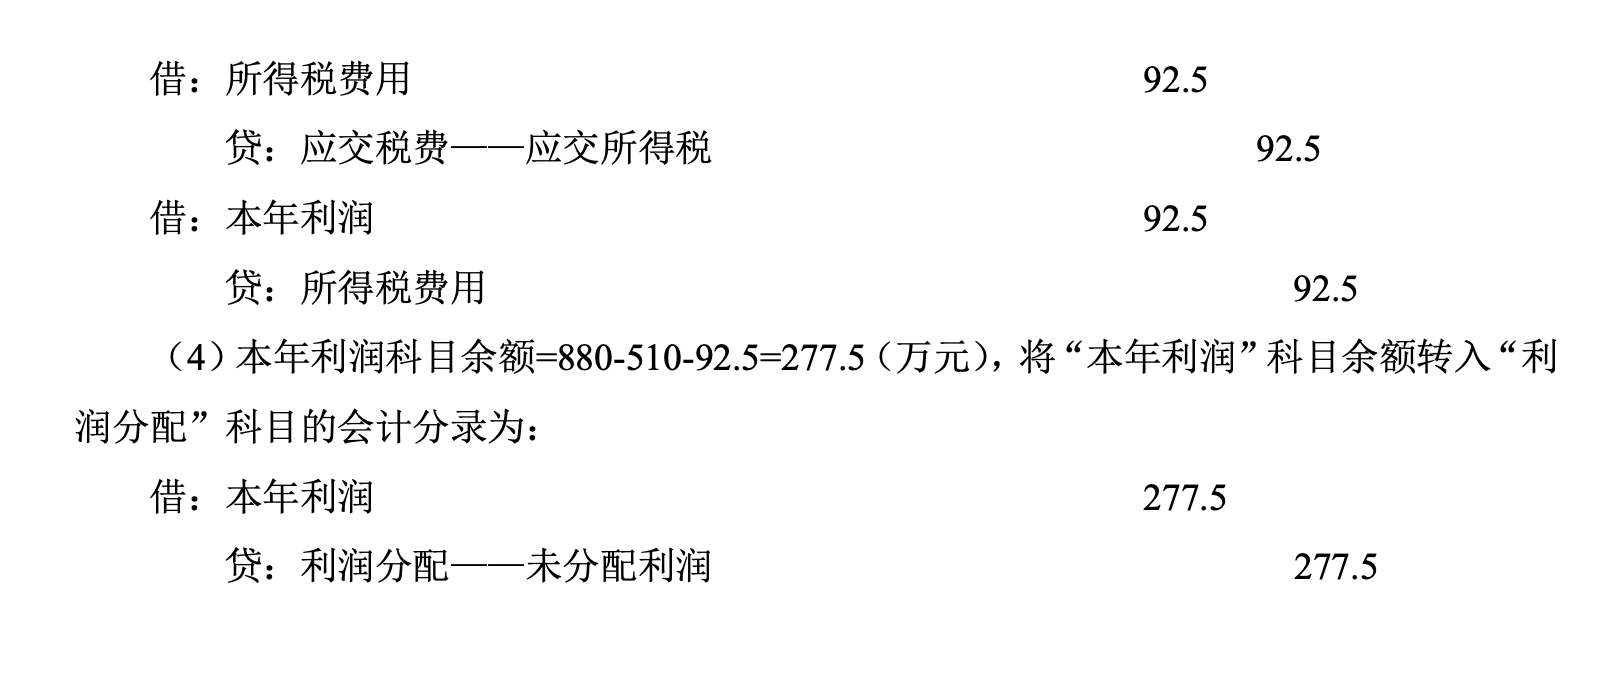 借：所得税费用 92.5
贷：应交税费——应交所得税 92.5
借：本年利润 92.5
贷：所得税费用 92.5
（4）本年利润科目余额=880-510-92.5=277.5（万元），将“本年利润”科目余额转入“利
润分配”科目的会计分录为：
借：本年利润 277.5
贷：利润分配——未分配利润 277.5